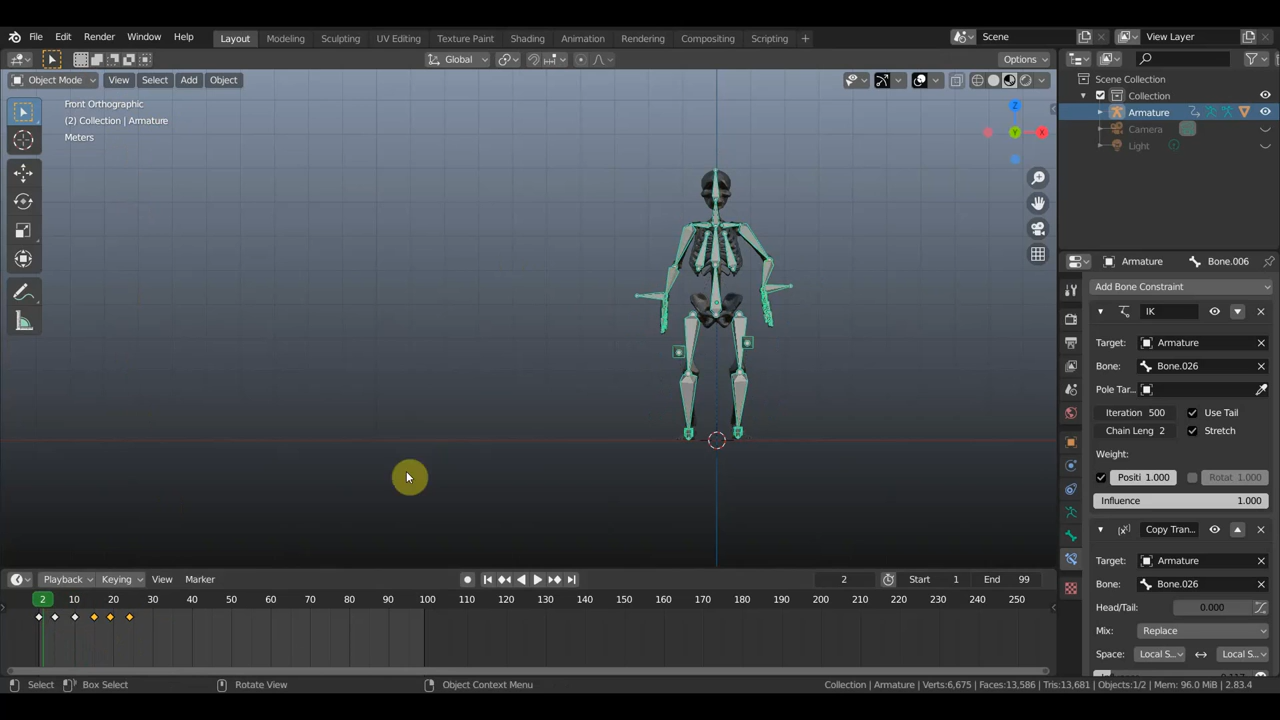 File Edit Render Window Help Layout Modeling Sculpting UV Editing Texture Paint Shading Animation Rendering Compositing Scripting + Scene View Layer
Global Options
Object Mode View Select Add Object
Front Orthographic
(2) Collection | Armature
Meters
Z
Y
X
Scene Collection
Collection
Armature
Camera
Light
Armature Bone.006
Add Bone Constraint
IK
Target: Armature
Bone: Bone.026
Pole Tar...
Iteration 500 Use Tail
Chain Leng 2 Stretch
Weight:
Positi 1.000 Rotat 1.000
Influence 1.000
Copy Tran...
Target: Armature
Bone: Bone.026
Head/Tail: 0.000
Mix: Replace
Space: Local S... Local S...
Playback Keying View Marker 2 Start 1 End 99
2 10 20 30 40 50 60 70 80 90 100 110 120 130 140 150 160 170 180 190 200 210 220 230 240 250
Select Box Select Rotate View Object Context Menu Collection | Armature | Verts:6,675 | Faces:13,586 | Tris:13,681 | Objects:1/2 | Mem: 96.0 MiB | 2.83.4